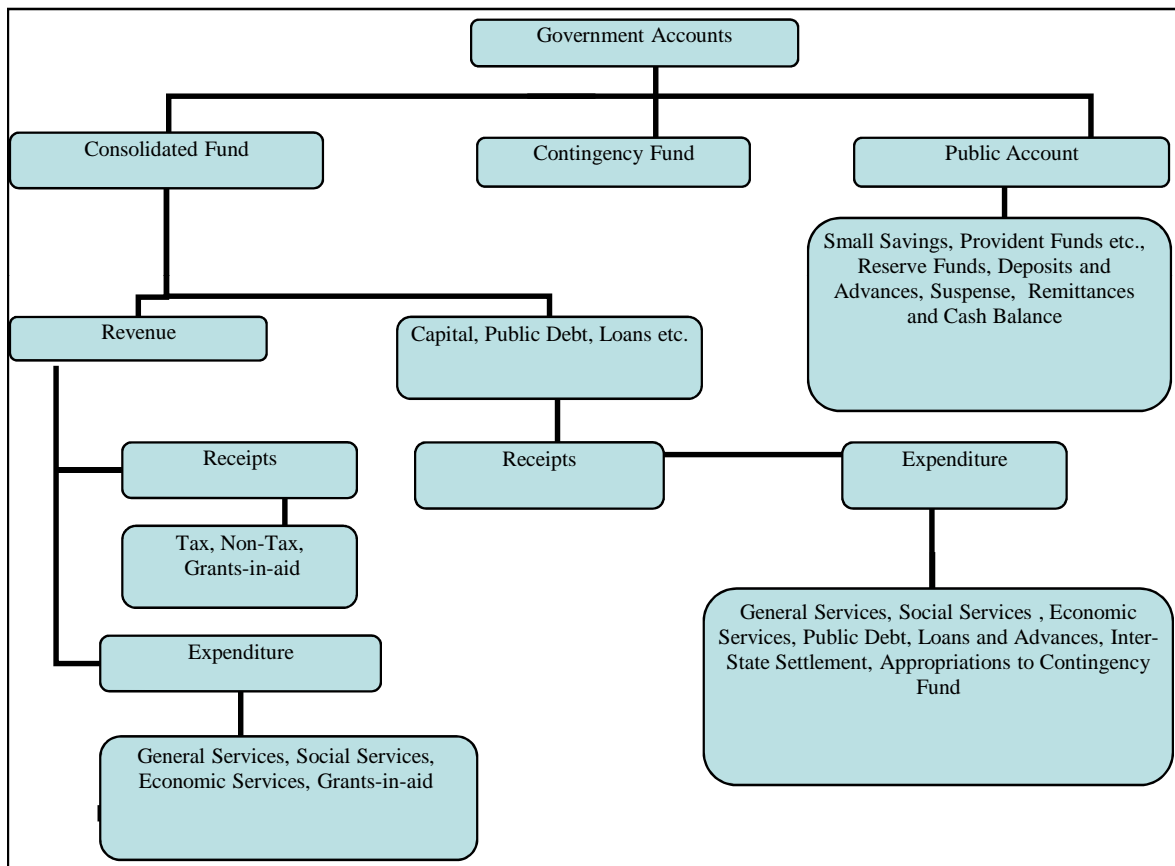 Government Accounts
Consolidated Fund
Contingency Fund
Public Account
Small Savings, Provident Funds etc.,
Reserve Funds, Deposits and
Advances, Suspense, Remittances
and Cash Balance
Revenue
Capital, Public Debt, Loans etc.
Receipts
Receipts
Expenditure
Tax, Non-Tax,
Grants-in-aid
General Services, Social Services , Economic
Services, Public Debt, Loans and Advances, Inter-
State Settlement, Appropriations to Contingency
Fund
Expenditure
General Services, Social Services,
Economic Services, Grants-in-aid